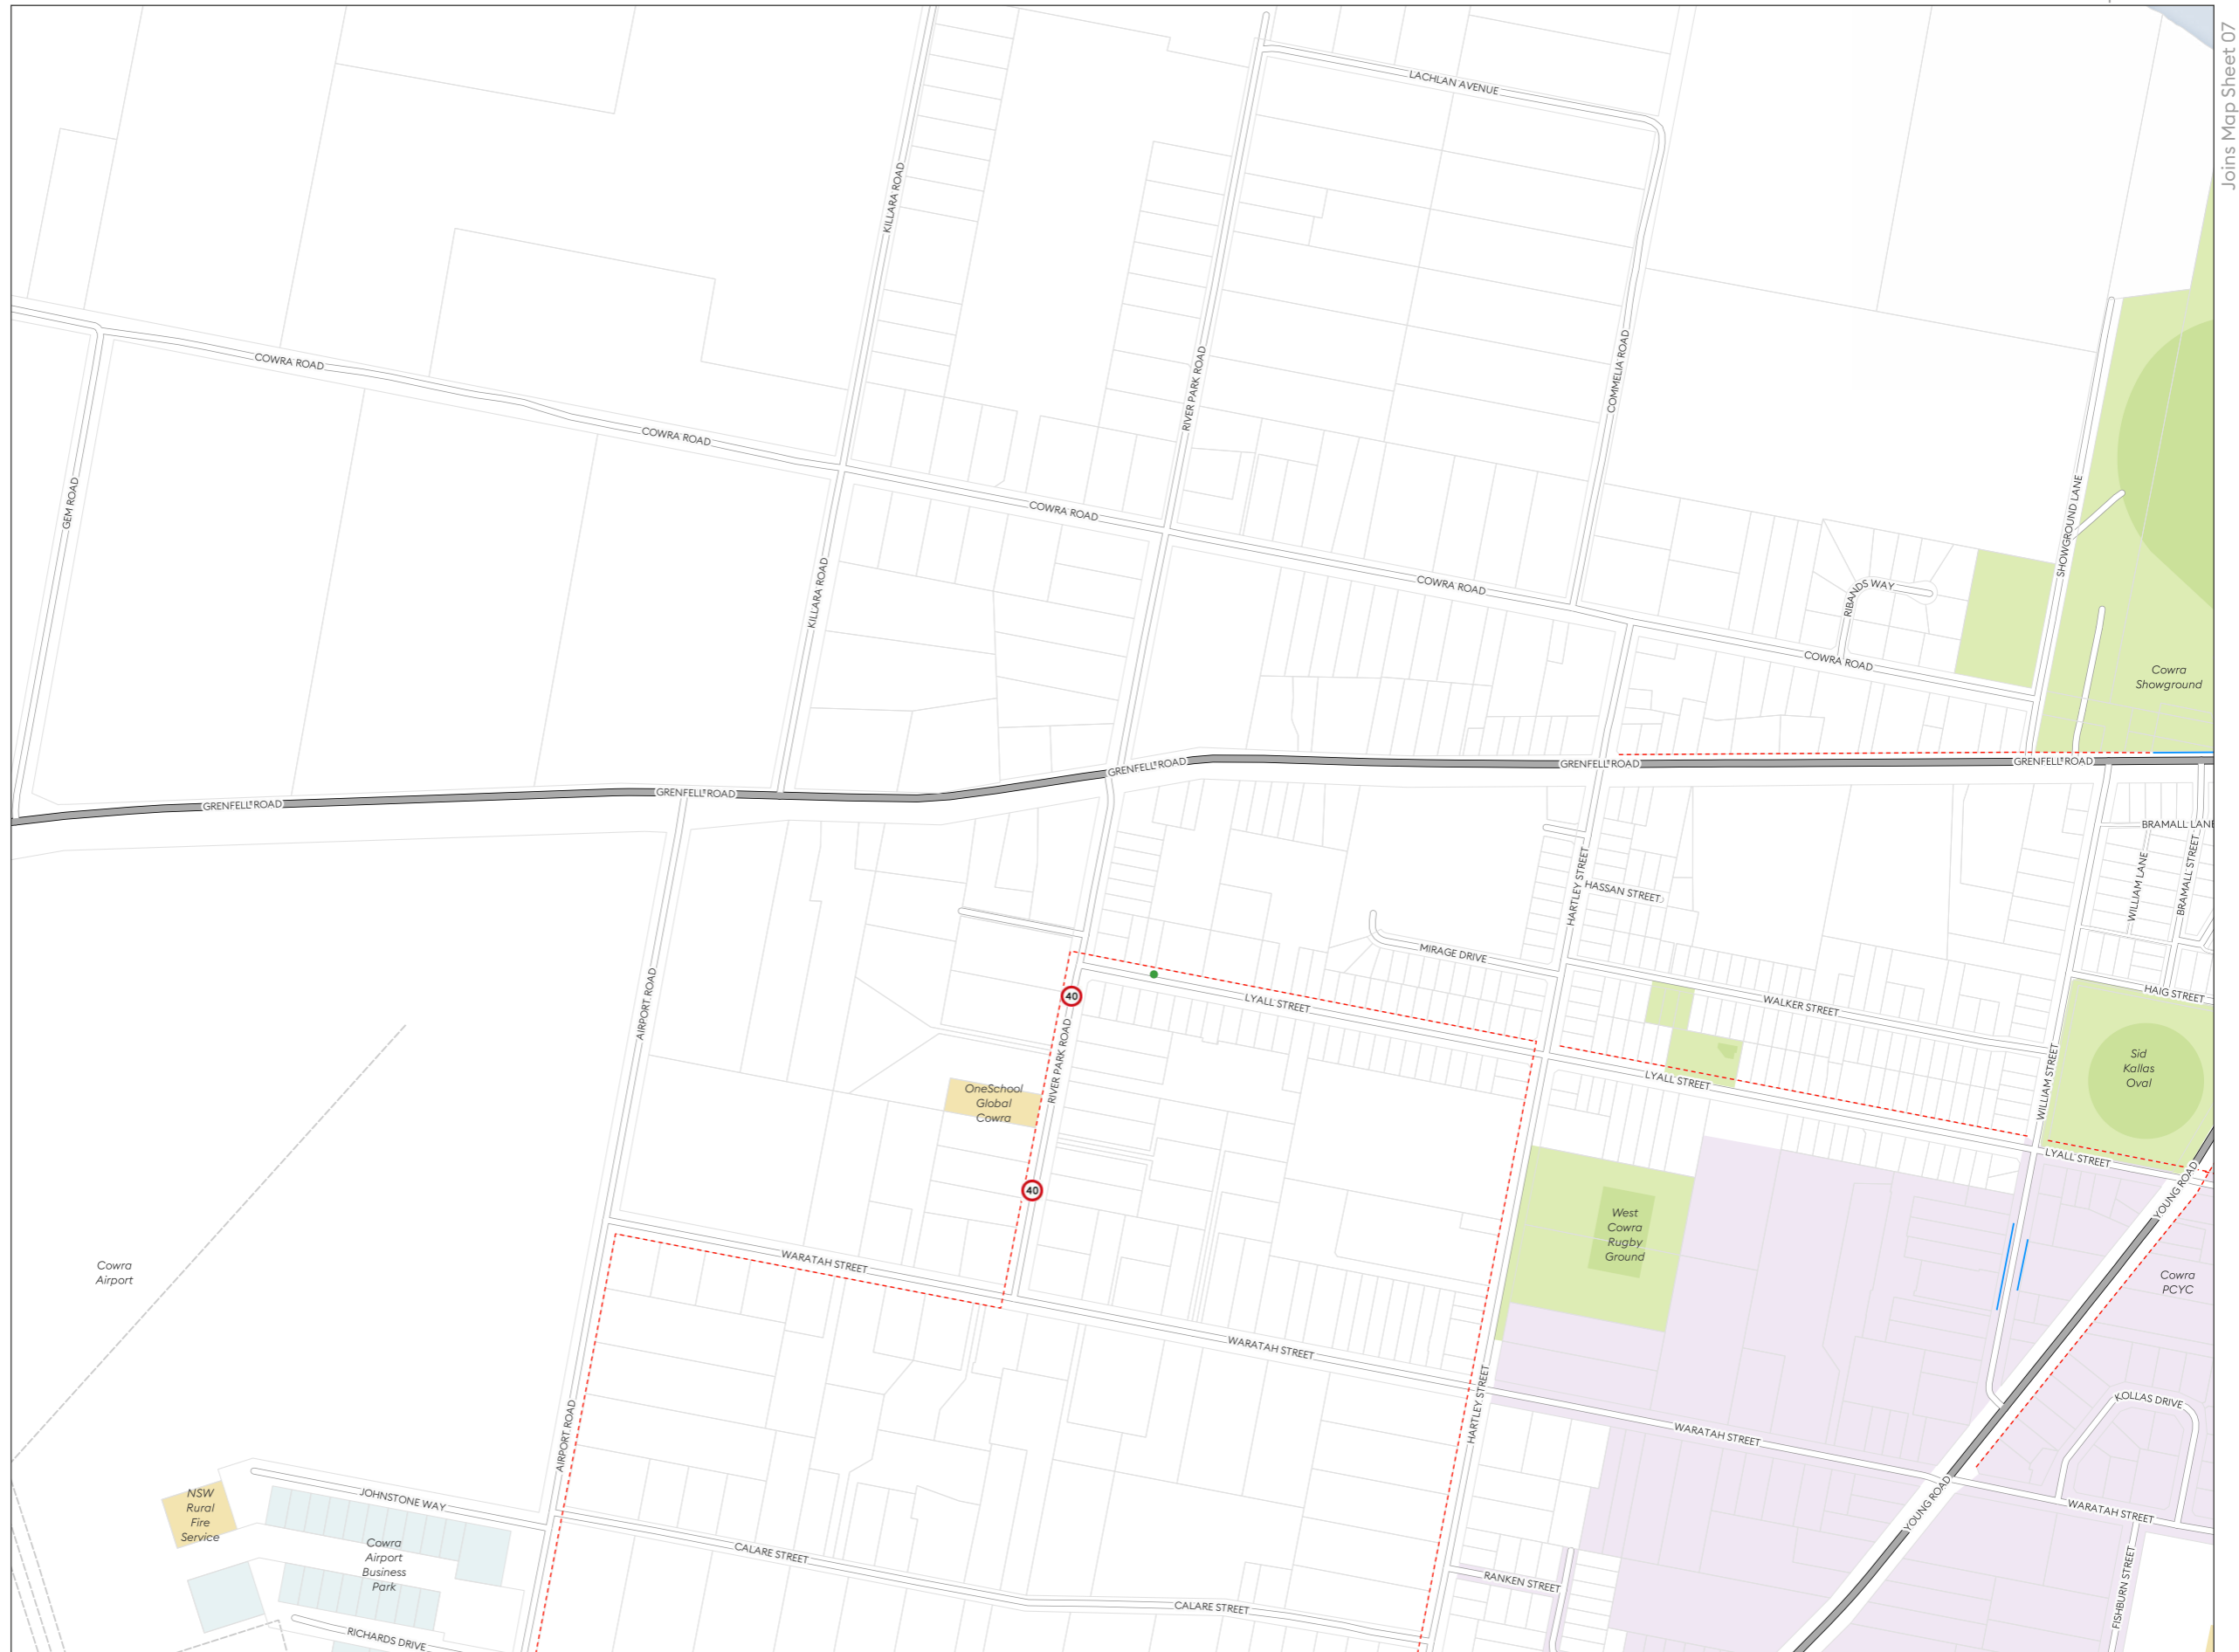 Joins Map Sheet 07
LACHLAN AVENUE
KILLARA ROAD
RIVER PARK ROAD
COMMELIA ROAD
COWRA ROAD
COWRA ROAD
COWRA ROAD
COWRA ROAD
COWRA ROAD
GEM ROAD
KILLARA ROAD
SHOWGROUND LANE
RIBANDS WAY
Cowra
Showground
GRENFELL ROAD
GRENFELL ROAD
GRENFELL ROAD
GRENFELL ROAD
GRENFELL ROAD
BRAMALL LANE
WILLIAM LANE
BRAMALL STREET
HARTLEY STREET
HASSAN STREET
MIRAGE DRIVE
AIRPORT ROAD
40
RIVER PARK ROAD
LYALL STREET
WALKER STREET
HAIG STREET
Sid
Kallas
Oval
LYALL STREET
WILLIAM STREET
OneSchool
Global
Cowra
40
LYALL STREET
YOUNG ROAD
West
Cowra
Rugby
Ground
Cowra
Airport
WARATAH STREET
Cowra
PCYC
WARATAH STREET
HARTLEY STREET
KOLLAS DRIVE
AIRPORT ROAD
WARATAH STREET
YOUNG ROAD
WARATAH STREET
NSW
Rural
Fire
Service
JOHNSTONE WAY
Cowra
Airport
Business
Park
CALARE STREET
RANKEN STREET
FISHBURN STREET
CALARE STREET
RICHARDS DRIVE